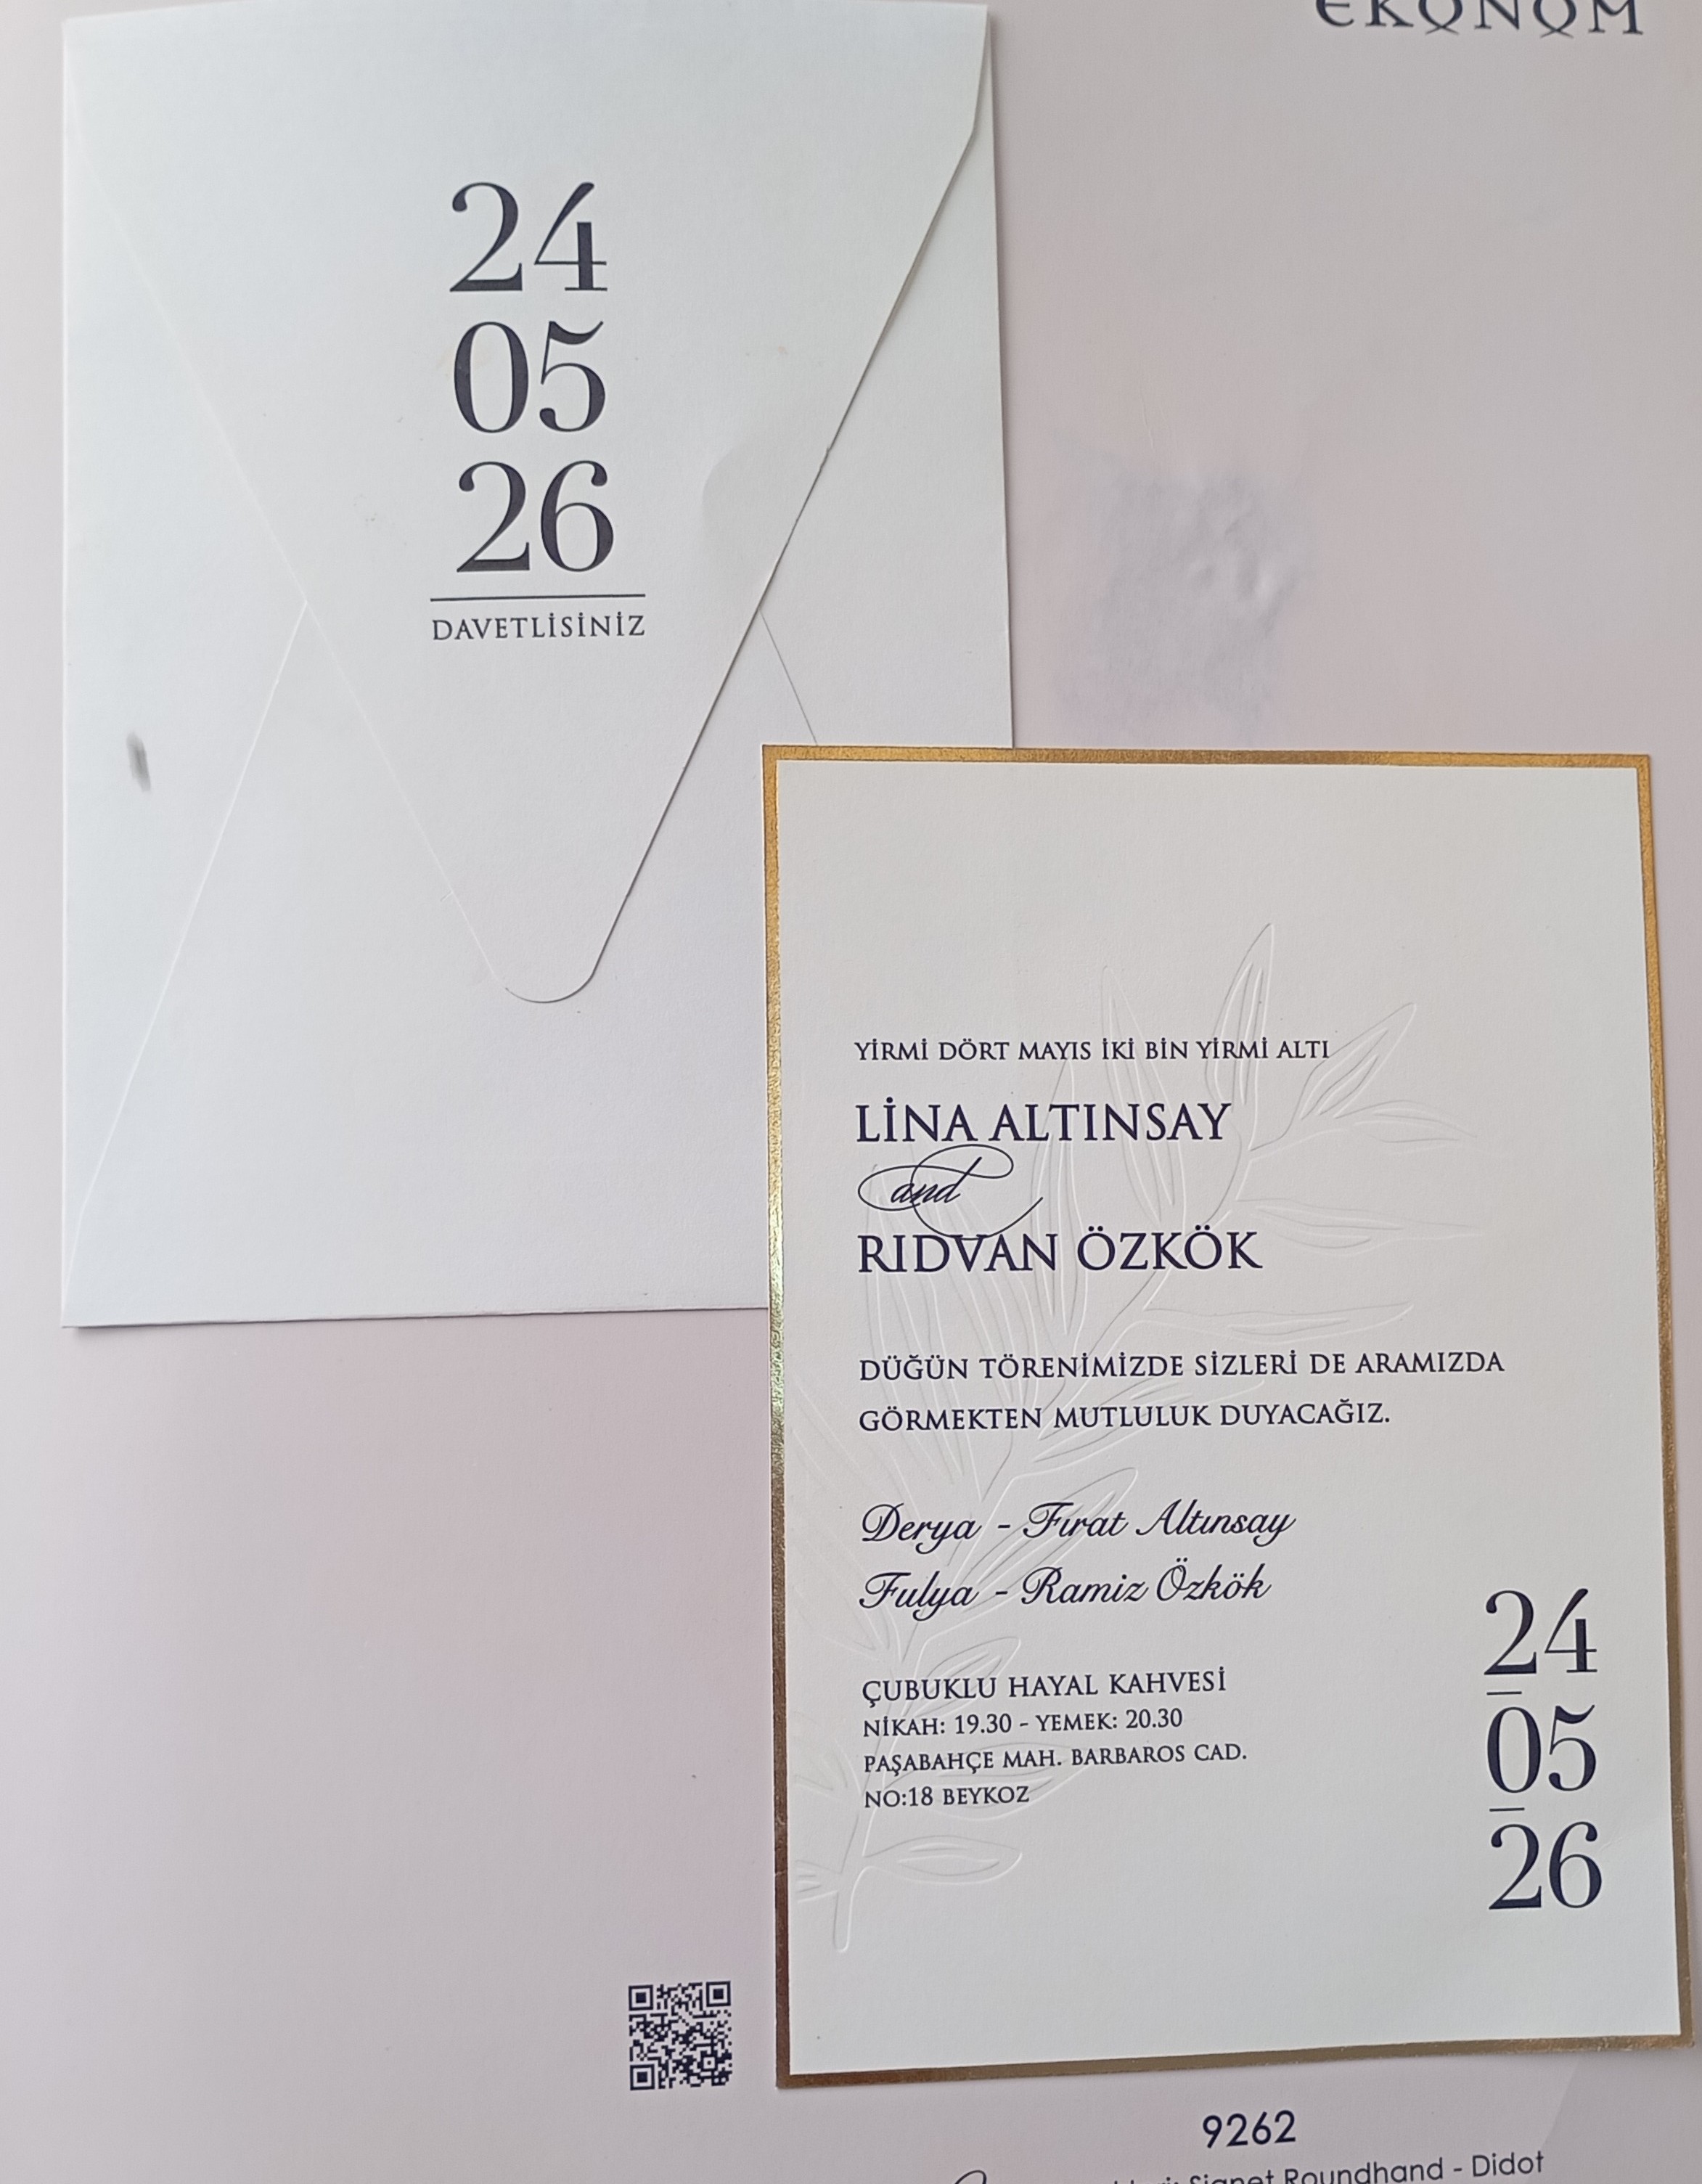 EKONOM
24
05
26
DAVETLİSİNİZ
YİRMİ DÖRT MAYIS İKİ BİN YİRMİ ALTI
LİNA ALTINSAY
and
RIDVAN ÖZKÖK
DÜĞÜN TÖRENİMİZDE SİZLERİ DE ARAMIZDA
GÖRMEKTEN MUTLULUK DUYACAĞIZ.
Derya - Fırat Altınsay
Fulya - Ramiz Özkök
ÇUBUKLU HAYAL KAHVESİ
NİKAH: 19.30 - YEMEK: 20.30
PAŞABAHÇE MAH. BARBAROS CAD.
NO:18 BEYKOZ
24
05
26
9262
Signet Roundhand - Didot